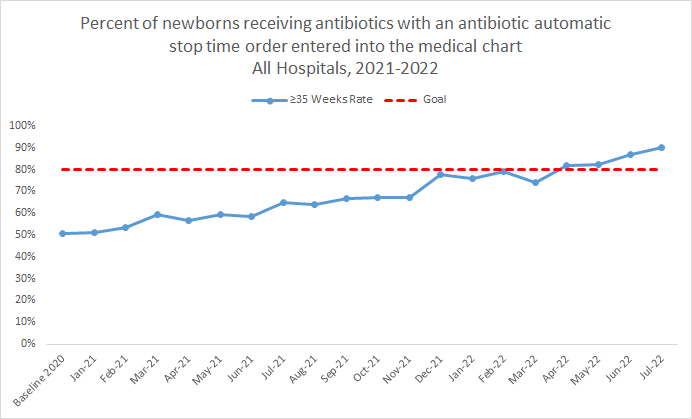 Percent of newborns receiving antibiotics with an antibiotic automatic
stop time order entered into the medical chart
All Hospitals, 2021-2022
≥35 Weeks Rate Goal
100%
90%
80%
70%
60%
50%
40%
30%
20%
10%
0%
Baseline 2020 Jan-21 Feb-21 Mar-21 Apr-21 May-21 Jun-21 Jul-21 Aug-21 Sep-21 Oct-21 Nov-21 Dec-21 Jan-22 Feb-22 Mar-22 Apr-22 May-22 Jun-22 Jul-22